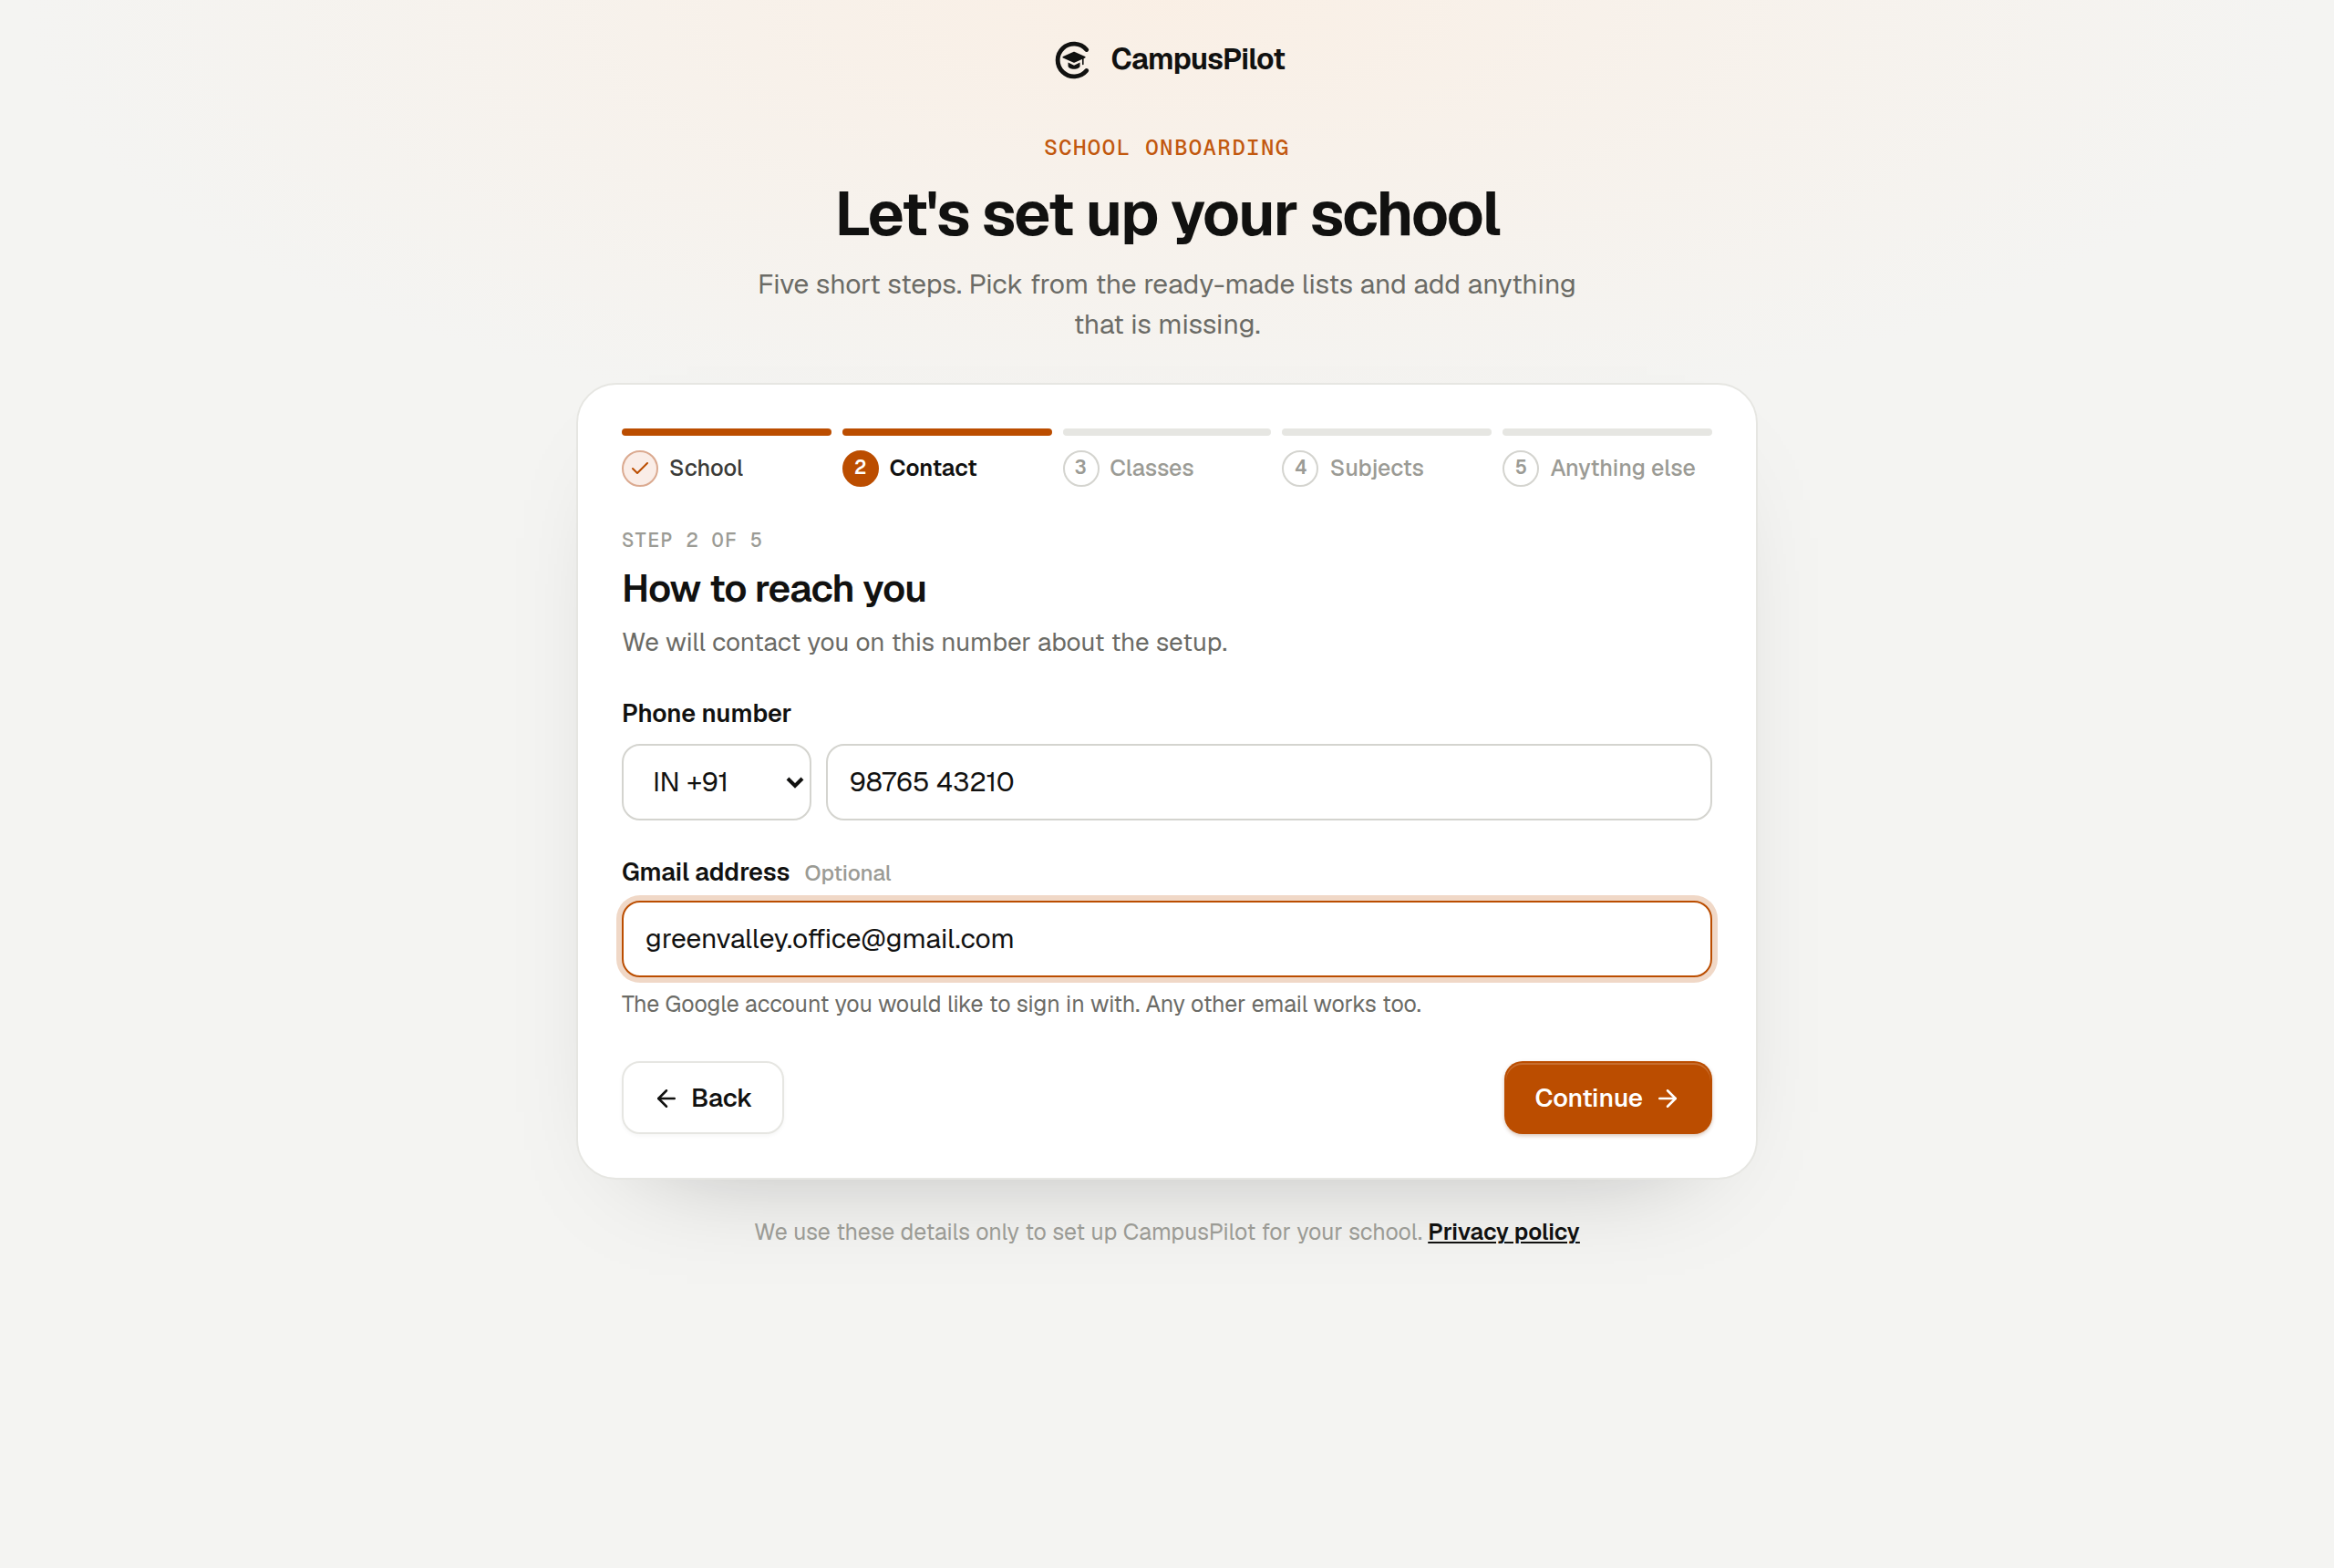 CampusPilot
SCHOOL ONBOARDING
Let's set up your school
Five short steps. Pick from the ready-made lists and add anything
that is missing.
School
2 Contact
3 Classes
4 Subjects
5 Anything else
STEP 2 OF 5
How to reach you
We will contact you on this number about the setup.
Phone number
IN +91
98765 43210
Gmail address Optional
greenvalley.office@gmail.com
The Google account you would like to sign in with. Any other email works too.
Back
Continue
We use these details only to set up CampusPilot for your school. Privacy policy